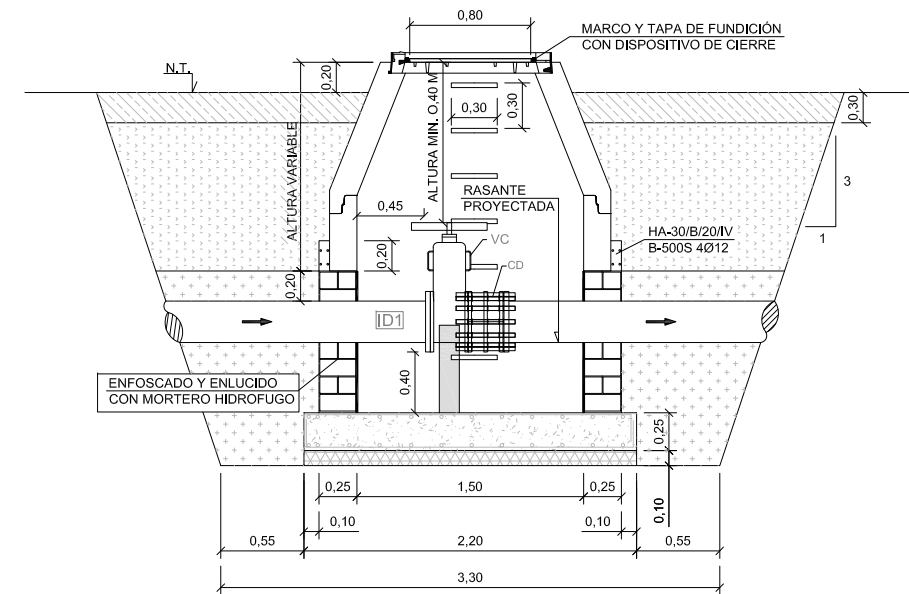 0,80
MARCO Y TAPA DE FUNDICIÓN
CON DISPOSITIVO DE CIERRE
N.T.
0,20
ALTURA VARIABLE
ALTURA MIN. O,40 M
0,30
0,30
0,30
3
1
0,45
RASANTE
PROYECTADA
HA-30/B/20/IV
B-500S 4Ø12
0,20
VC
CD
0,20
ID1
ENFOSCADO Y ENLUCIDO
CON MORTERO HIDROFUGO
0,40
0,25
0,10
0,25
1,50
0,25
0,10
0,10
0,55
2,20
0,55
3,30